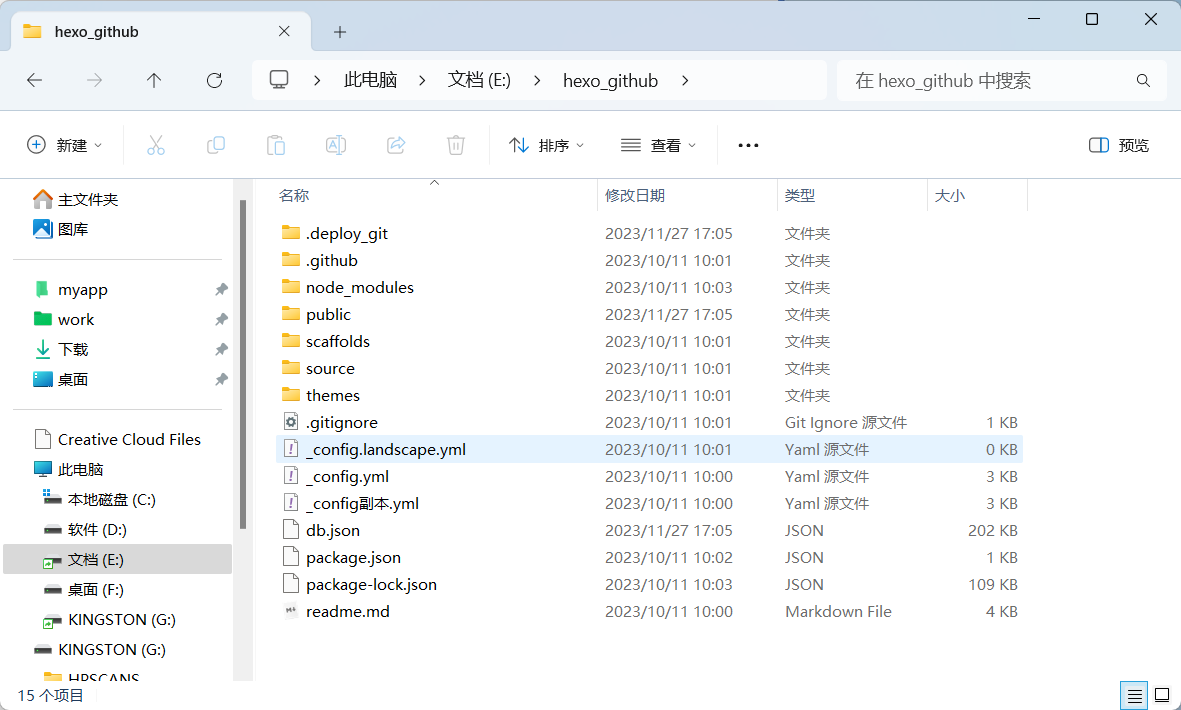 hexo_github
此电脑 文档 (E:) hexo_github
在 hexo_github 中搜索
新建 排序 查看 预览
主文件夹
图库
myapp
work
下载
桌面
Creative Cloud Files
此电脑
本地磁盘 (C:)
软件 (D:)
文档 (E:)
桌面 (F:)
KINGSTON (G:)
KINGSTON (G:)
HPSCANS
名称 修改日期 类型 大小
.deploy_git 2023/11/27 17:05 文件夹
.github 2023/10/11 10:01 文件夹
node_modules 2023/10/11 10:03 文件夹
public 2023/11/27 17:05 文件夹
scaffolds 2023/10/11 10:01 文件夹
source 2023/10/11 10:01 文件夹
themes 2023/10/11 10:01 文件夹
.gitignore 2023/10/11 10:01 Git Ignore 源文件 1 KB
_config.landscape.yml 2023/10/11 10:01 Yaml 源文件 0 KB
_config.yml 2023/10/11 10:00 Yaml 源文件 3 KB
_config副本.yml 2023/10/11 10:00 Yaml 源文件 3 KB
db.json 2023/11/27 17:05 JSON 202 KB
package.json 2023/10/11 10:02 JSON 1 KB
package-lock.json 2023/10/11 10:03 JSON 109 KB
readme.md 2023/10/11 10:00 Markdown File 4 KB
15 个项目